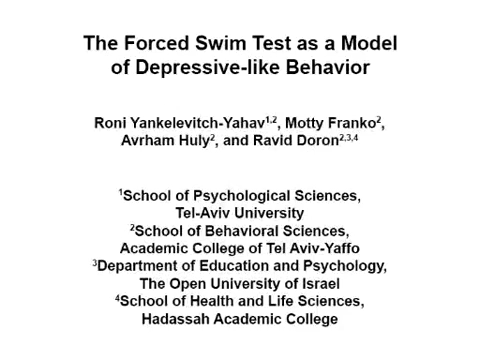 The Forced Swim Test as a Model
of Depressive-like Behavior
Roni Yankelevitch-Yahav1,2, Motty Franko2,
Avrham Huly2, and Ravid Doron2,3,4
1School of Psychological Sciences,
Tel-Aviv University
2School of Behavioral Sciences,
Academic College of Tel Aviv-Yaffo
3Department of Education and Psychology,
The Open University of Israel
4School of Health and Life Sciences,
Hadassah Academic College